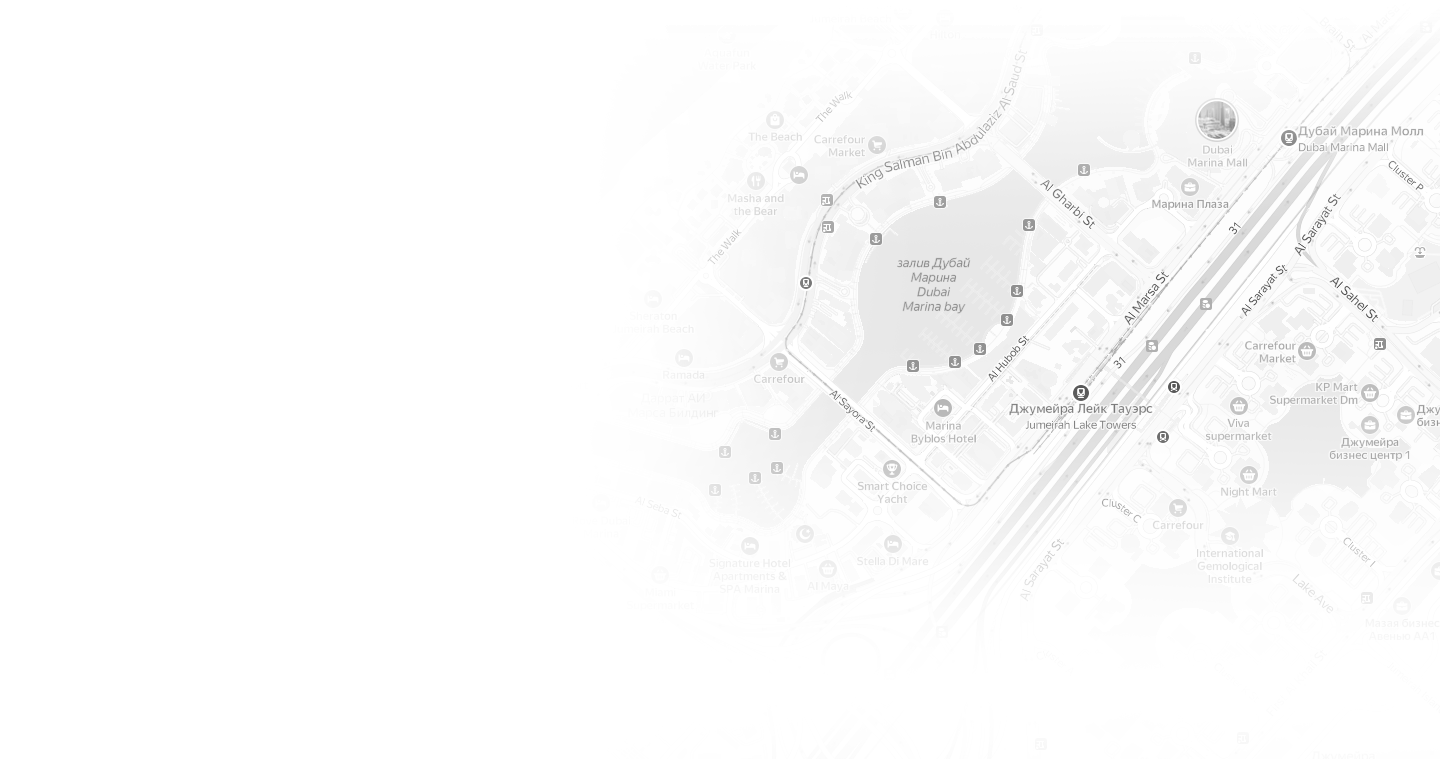 The Walk
King Salman Bin Abdulaziz Al Saud St
The Beach
Carrefour
Market
Dubai
Marina Mall
Дубай Марина Молл
Dubai Marina Mall
Masha and
the Bear
Al Gharbi St
Марина Плаза
Cluster P
The Walk
залив Дубай
Марина
Dubai
Marina bay
31
Al Sarayat St
Al Marsa St
Al Sarayat St
Al Sahel St
Al Hubob St
31
Carrefour
Market
Ramada
Carrefour
KP Mart
Supermarket Dm
Al Sayora St
Джумейра Лейк Тауэрс
Jumeirah Lake Towers
Marina
Byblos Hotel
Viva
supermarket
Джумейра
бизнес центр 1
Smart Choice
Yacht
Night Mart
Al Seba St
Cluster C
Carrefour
Signature Hotel
Apartments &
SPA Marina
Al Maya
Stella Di Mare
Al Sarayat St
International
Gemological
Institute
Cluster I
Lake Ave